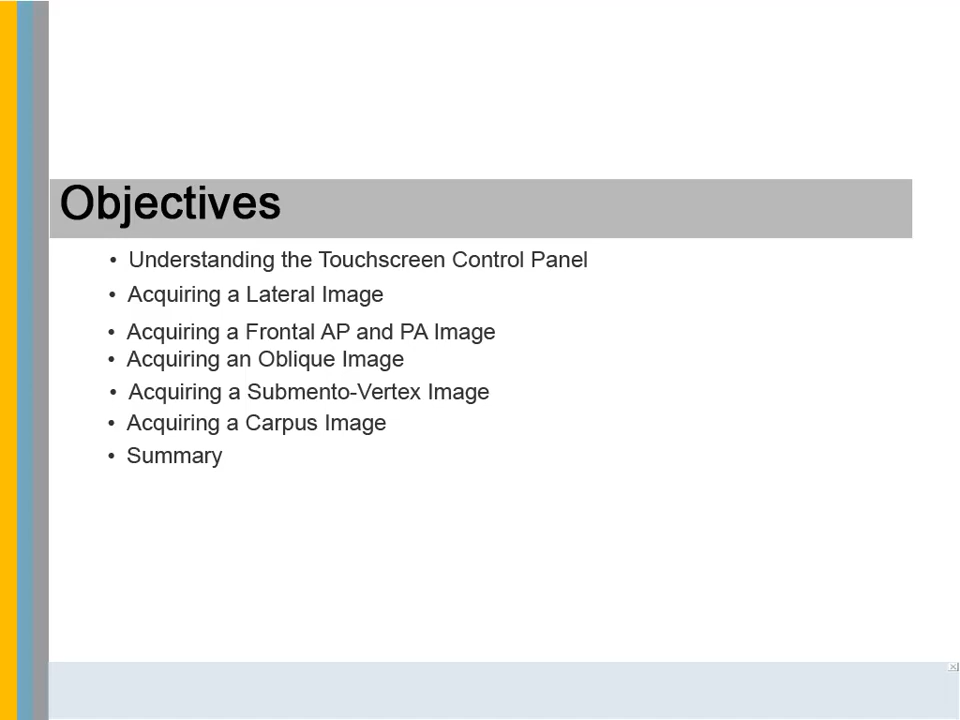 Objectives
• Understanding the Touchscreen Control Panel
• Acquiring a Lateral Image
• Acquiring a Frontal AP and PA Image
• Acquiring an Oblique Image
• Acquiring a Submento-Vertex Image
• Acquiring a Carpus Image
• Summary